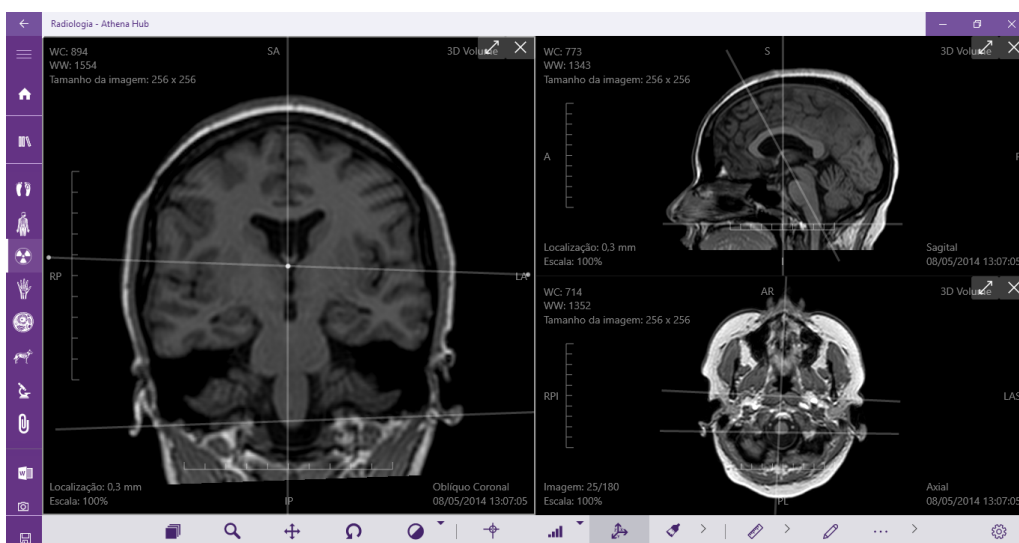 Radiologia - Athena Hub
WC: 894
WW: 1554
Tamanho da imagem: 256 x 256
SA
3D Volume
RP
LA
Localização: 0,3 mm
Escala: 100%
IP
Oblíquo Coronal
08/05/2014 13:07:05
WC: 773
WW: 1343
Tamanho da imagem: 256 x 256
S
3D Volume
A
P
Localização: 0,3 mm
Escala: 100%
I
Sagital
08/05/2014 13:07:05
WC: 714
WW: 1352
Tamanho da imagem: 256 x 256
AR
3D Volume
RPI
LAS
Imagem: 25/180
Escala: 100%
PL
Axial
08/05/2014 13:07:05